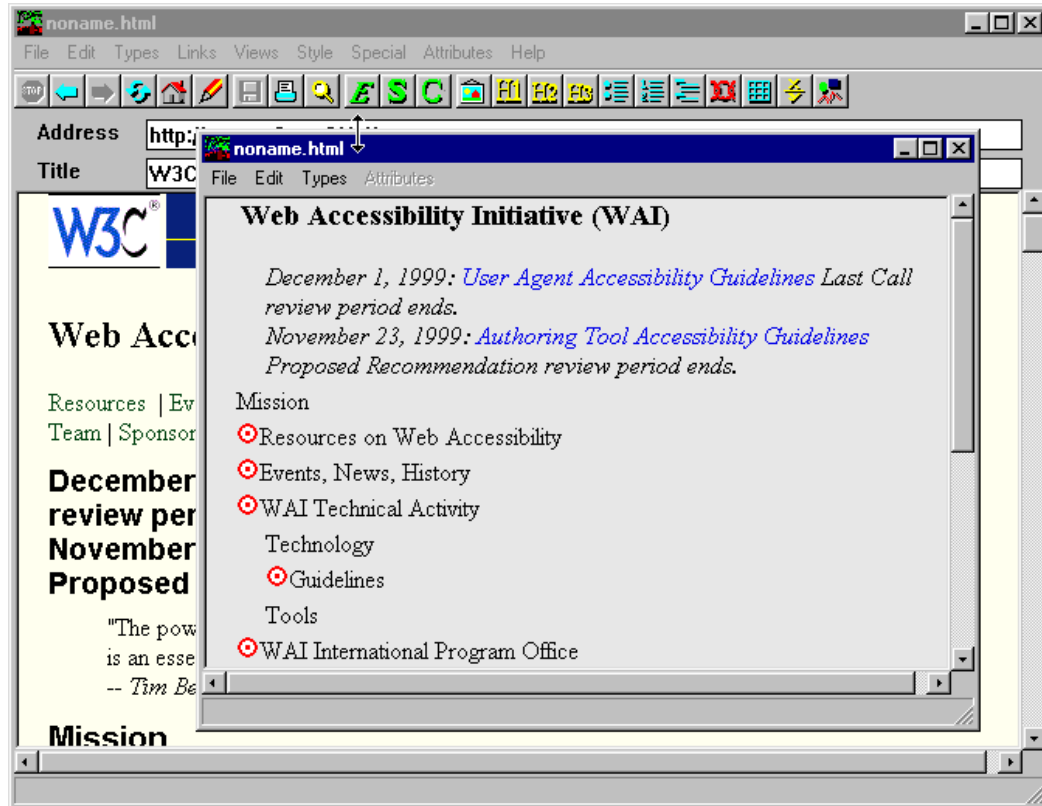 noname.html
File Edit Types Links Views Style Special Attributes Help
STOP E S C H1 H2 H3
Address http:/
Title W3C
noname.html
File Edit Types Attributes
W3C®
Web Acc
Resources | Ev
Team | Sponsor
December
review per
November
Proposed
"The pow
is an esse
-- Tim Be
Mission
Web Accessibility Initiative (WAI)
December 1, 1999: User Agent Accessibility Guidelines Last Call
review period ends.
November 23, 1999: Authoring Tool Accessibility Guidelines
Proposed Recommendation review period ends.
Mission
Resources on Web Accessibility
Events, News, History
WAI Technical Activity
Technology
Guidelines
Tools
WAI International Program Office